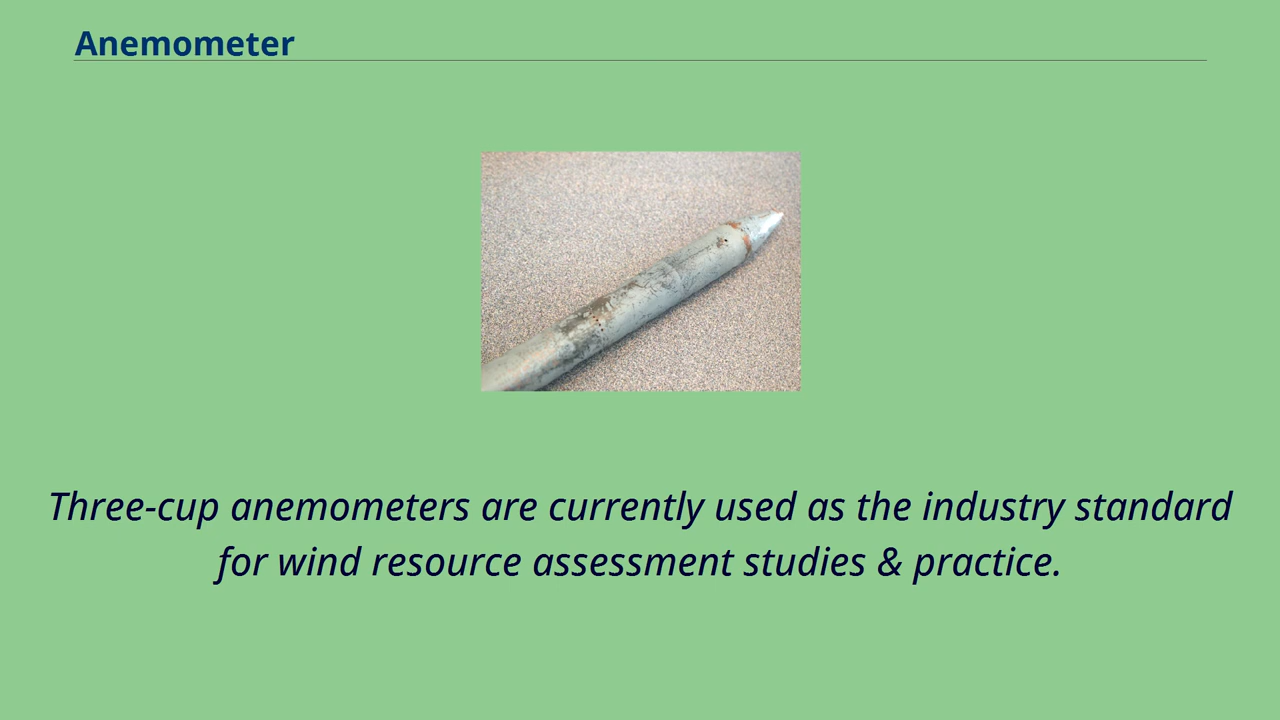 Anemometer
Three-cup anemometers are currently used as the industry standard
for wind resource assessment studies & practice.